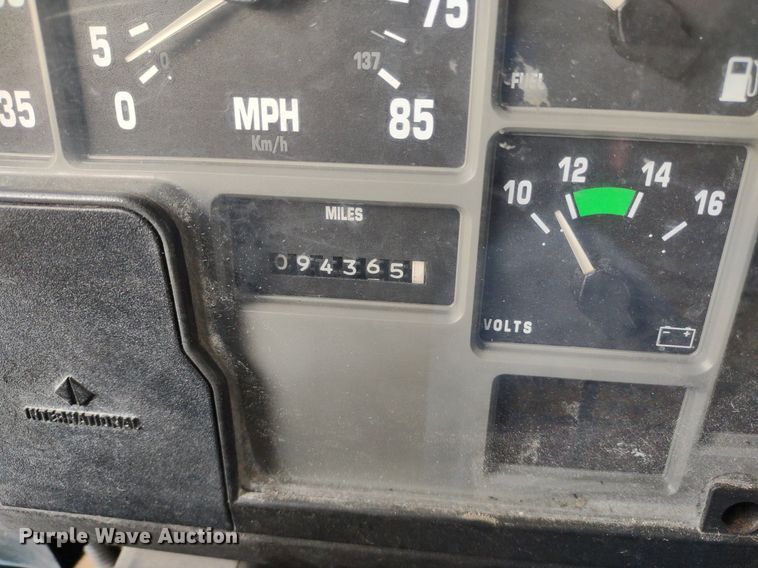 75
5
0
137
35
0
MPH
85
Km/h
FUEL
10
12
14
16
MILES
094365
VOLTS
- +
INTERNATIONAL
Purple Wave Auction